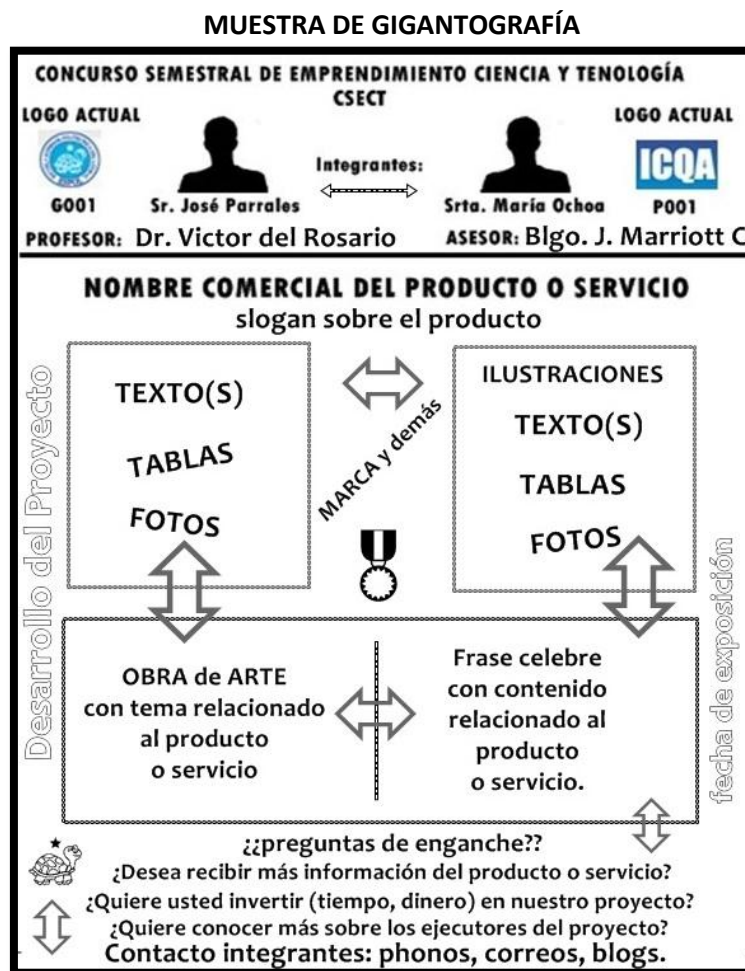 MUESTRA DE GIGANTOGRAFÍA
CONCURSO SEMESTRAL DE EMPRENDIMIENTO CIENCIA Y TENOLOGÍA
CSECT
LOGO ACTUAL
LOGO ACTUAL
Integrantes:
ICQA
G001
Sr. José Parrales
Srta. María Ochoa
P001
PROFESOR: Dr. Victor del Rosario
ASESOR: Blgo. J. Marriott C
NOMBRE COMERCIAL DEL PRODUCTO O SERVICIO
slogan sobre el producto
Desarrollo del Proyecto
TEXTO(S)
TABLAS
FOTOS
MARCA y demás
ILUSTRACIONES
TEXTO(S)
TABLAS
FOTOS
fecha de exposición
OBRA de ARTE
con tema relacionado
al producto
o servicio
Frase celebre
con contenido
relacionado al
producto
o servicio.
¿¿preguntas de enganche??
¿Desea recibir más información del producto o servicio?
¿Quiere usted invertir (tiempo, dinero) en nuestro proyecto?
¿Quiere conocer más sobre los ejecutores del proyecto?
Contacto integrantes: phonos, correos, blogs.